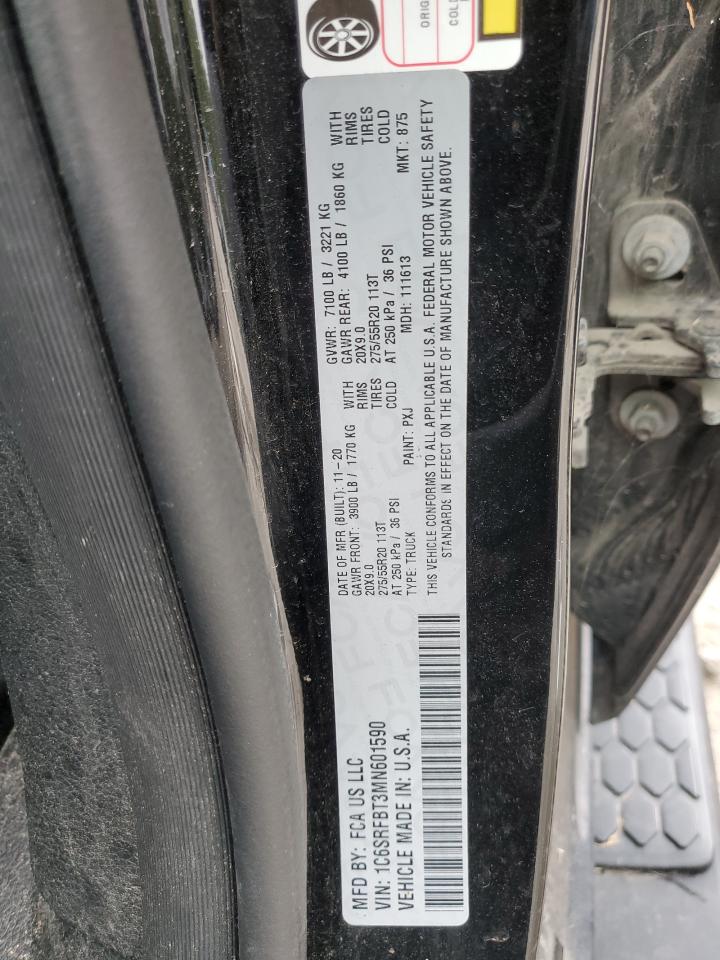 ORIG
COLD
MFD BY: FCA US LLC
VIN: 1C6SRFBT3MN601590
VEHICLE MADE IN: U.S.A.
DATE OF MFR (BUILT): 11-20
GAWR FRONT: 3900 LB / 1770 KG WITH
20X9.0 RIMS
275/55R20 113T TIRES
AT 250 kPa / 36 PSI COLD
TYPE: TRUCK PAINT: PXJ
GVWR: 7100 LB / 3221 KG
GAWR REAR: 4100 LB / 1860 KG WITH
20X9.0 RIMS
275/55R20 113T TIRES
AT 250 kPa / 36 PSI COLD
MDH: 111613 MKT: 875
THIS VEHICLE CONFORMS TO ALL APPLICABLE U.S.A. FEDERAL MOTOR VEHICLE SAFETY
STANDARDS IN EFFECT ON THE DATE OF MANUFACTURE SHOWN ABOVE.